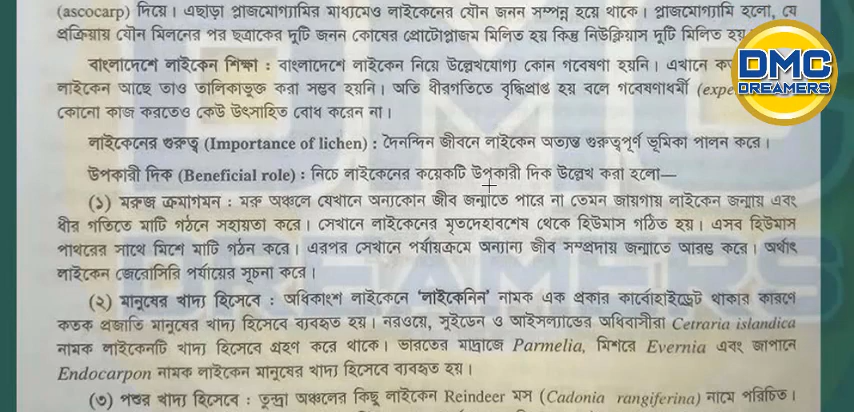 (ascocarp) দিয়ে। এছাড়া প্লাজমোগ্যামির মাধ্যমেও লাইকেনের যৌন জনন সম্পন্ন হয়ে থাকে। প্লাজমোগ্যামি হলো, যে
প্রক্রিয়ায় যৌন মিলনের পর ছত্রাকের দুটি জনন কোষের প্রোটোপ্লাজম মিলিত হয় কিন্তু নিউক্লিয়াস দুটি মিলিত হয়
বাংলাদেশে লাইকেন শিক্ষা : বাংলাদেশে লাইকেন নিয়ে উল্লেখযোগ্য কোন গবেষণা হয়নি। এখানে
লাইকেন আছে তাও তালিকাভুক্ত করা সম্ভব হয়নি। অতি ধীরগতিতে বৃদ্ধিপ্রাপ্ত হয় বলে গবেষণাধর্মী (expe
কোনো কাজ করতেও কেউ উৎসাহিত বোধ করেন না।
লাইকেনের গুরুত্ব (Importance of lichen) : দৈনন্দিন জীবনে লাইকেন অত্যন্ত গুরুত্বপূর্ণ ভূমিকা পালন করে।
উপকারী দিক (Beneficial role) : নিচে লাইকেনের কয়েকটি উপকারী দিক উল্লেখ করা হলো—
(১) মরুজ ক্রমাগমন : মরু অঞ্চলে যেখানে অন্যকোন জীব জন্মাতে পারে না তেমন জায়গায় লাইকেন জন্মায় এবং
ধীর গতিতে মাটি গঠনে সহায়তা করে। সেখানে লাইকেনের মৃতদেহাবশেষ থেকে হিউমাস গঠিত হয়। এসব হিউমাস
পাথরের সাথে মিশে মাটি গঠন করে। এরপর সেখানে পর্যায়ক্রমে অন্যান্য জীব সম্প্রদায় জন্মাতে আরম্ভ করে। অর্থাৎ
লাইকেন জেরোসিরি পর্যায়ের সূচনা করে।
(২) মানুষের খাদ্য হিসেবে : অধিকাংশ লাইকেনে 'লাইকেনিন' নামক এক প্রকার কার্বোহাইড্রেট থাকার কারণে
কতক প্রজাতি মানুষের খাদ্য হিসেবে ব্যবহৃত হয়। নরওয়ে, সুইডেন ও আইসল্যান্ডের অধিবাসীরা Cetraria islandica
নামক লাইকেনটি খাদ্য হিসেবে গ্রহণ করে থাকে। ভারতের মাদ্রাজে Parmelia, মিশরে Evernia এবং জাপানে
Endocarpon নামক লাইকেন মানুষের খাদ্য হিসেবে ব্যবহৃত হয়।
(৩) পশুর খাদ্য হিসেবে : তুন্দ্রা অঞ্চলের কিছু লাইকেন Reindeer মস (Cadonia rangiferina) নামে পরিচিত।
DMC
DREAMERS
DMC
DREAMERS